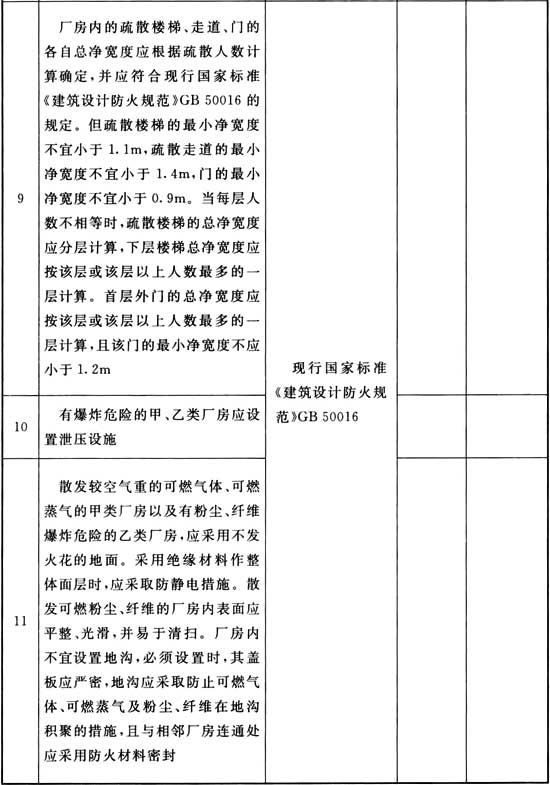 9
厂房内的疏散楼梯、走道、门的
各自总净宽度应根据疏散人数计
算确定,并应符合现行国家标准
《建筑设计防火规范》GB 50016 的
规定。但疏散楼梯的最小净宽度
不宜小于 1.1m,疏散走道的最小
净宽度不宜小于 1.4m,门的最小
净宽度不宜小于 0.9m。当每层人
数不相等时,疏散楼梯的总净宽度
应分层计算,下层楼梯总净宽度应
按该层或该层以上人数最多的一
层计算。首层外门的总净宽度应
按该层或该层以上人数最多的一
层计算,且该门的最小净宽度不应
小于 1.2m
现行国家标准
《建筑设计防火规
范》GB 50016
10
有爆炸危险的甲、乙类厂房应设
置泄压设施
11
散发较空气重的可燃气体、可燃
蒸气的甲类厂房以及有粉尘、纤维
爆炸危险的乙类厂房,应采用不发
火花的地面。采用绝缘材料作整
体面层时,应采取防静电措施。散
发可燃粉尘、纤维的厂房内表面应
平整、光滑,并易于清扫。厂房内
不宜设置地沟,必须设置时,其盖
板应严密,地沟应采取防止可燃气
体、可燃蒸气及粉尘、纤维在地沟
积聚的措施,且与相邻厂房连通处
应采用防火材料密封